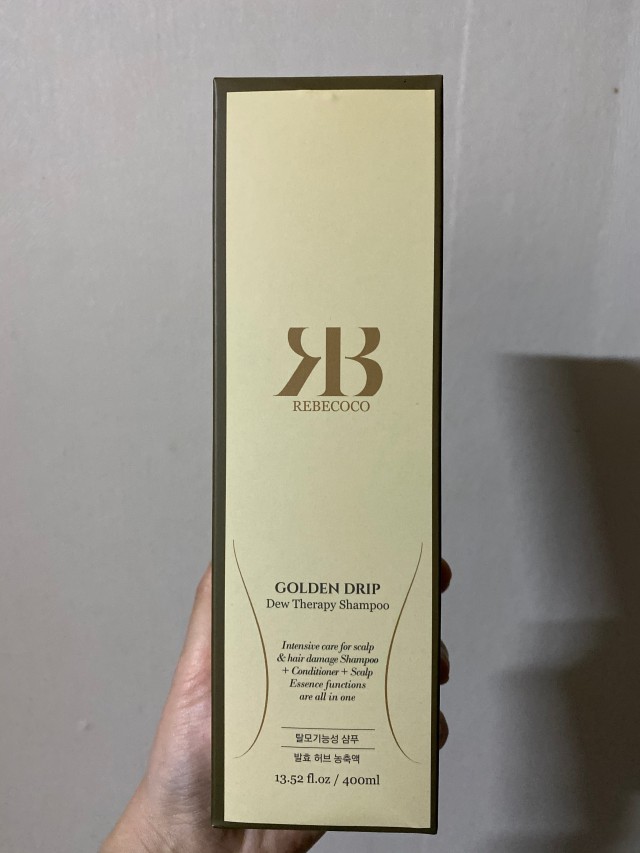 RB
REBECOCO
GOLDEN DRIP
Dew Therapy Shampoo
Intensive care for scalp
& hair damage Shampoo
+ Conditioner + Scalp
Essence functions
are all in one
탈모기능성 샴푸
발효 허브 농축액
13.52 fl.oz / 400ml